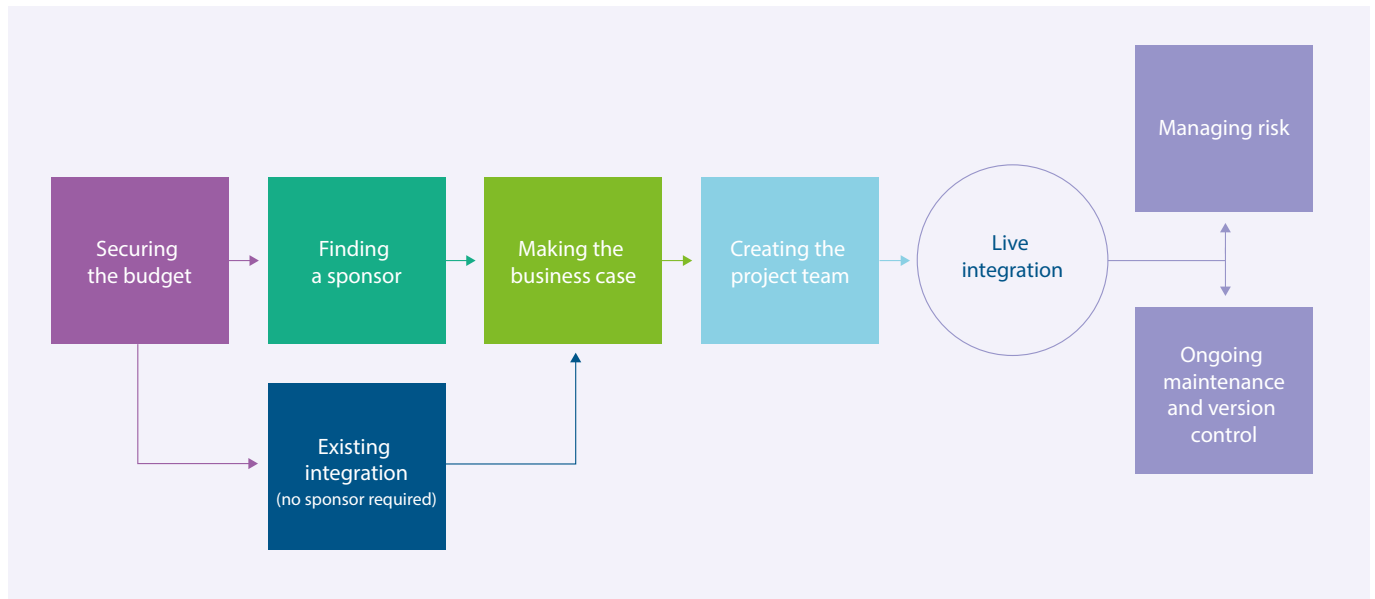 Securing
the budget
Finding
a sponsor
Making the
business case
Creating the
project team
Live
integration
Managing risk
Existing
integration
(no sponsor required)
Ongoing
maintenance
and version
control